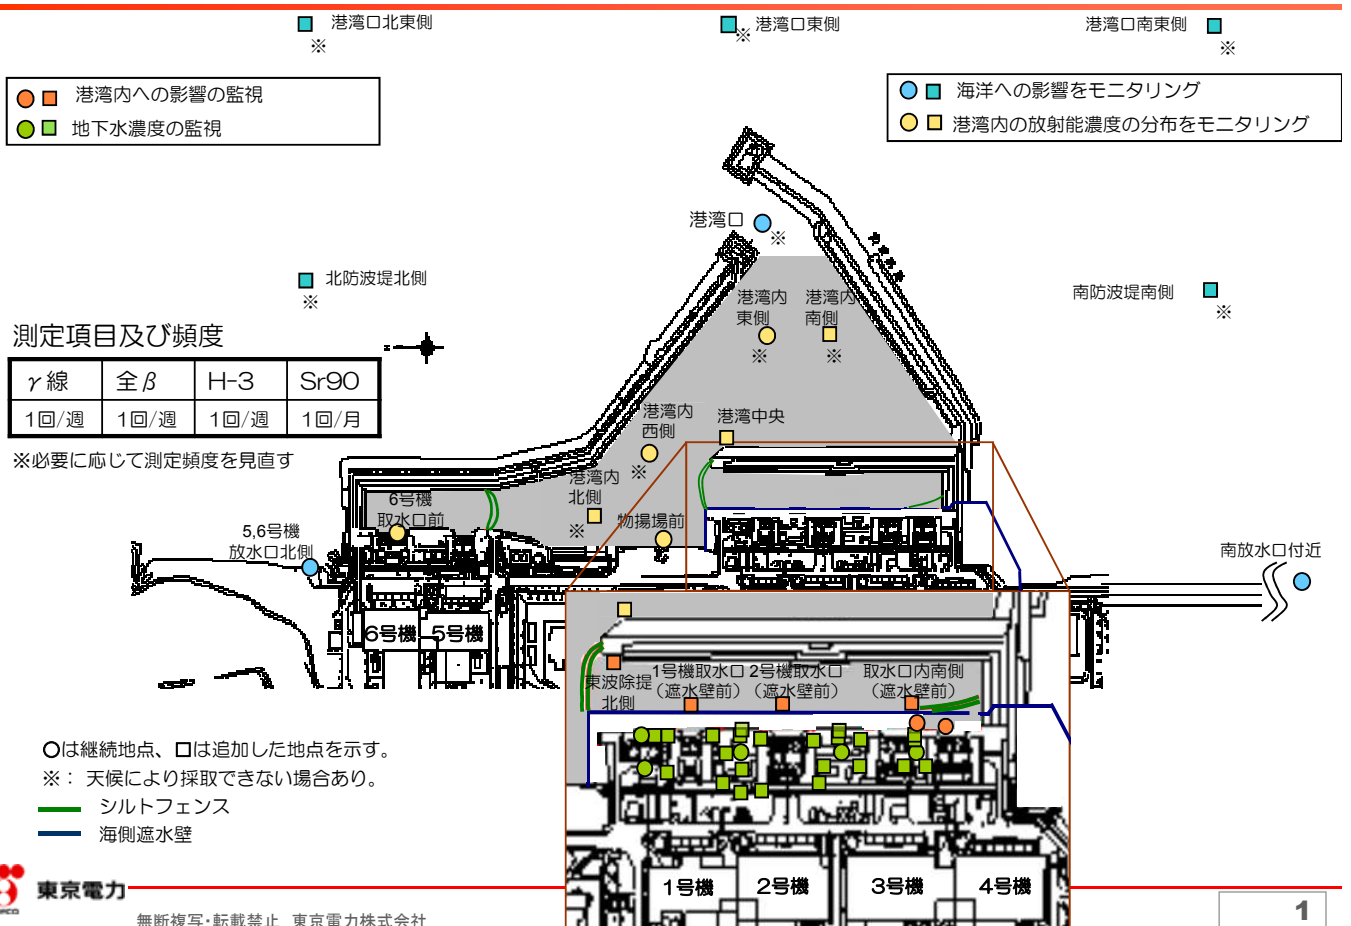 港湾口北東側
※
港湾口東側
※
港湾口南東側
※
港湾内への影響の監視
地下水濃度の監視
海洋への影響をモニタリング
港湾内の放射能濃度の分布をモニタリング
港湾口
※
北防波堤北側
※
南防波堤南側
※
港湾内
東側
※
港湾内
南側
※
測定項目及び頻度
γ線 全β H-3 Sr90
1回/週 1回/週 1回/週 1回/月
※必要に応じて測定頻度を見直す
港湾内
西側
※
港湾中央
港湾内
北側
※
物揚場前
6号機
取水口前
5,6号機
放水口北側
南放水口付近
6号機
5号機
東波除堤
北側
1号機取水口
(遮水壁前)
2号機取水口
(遮水壁前)
取水口内南側
(遮水壁前)
〇は継続地点、口は追加した地点を示す。
※：天候により採取できない場合あり。
シルトフェンス
海側遮水壁
1号機
2号機
3号機
4号機
東京電力
無断複写・転載禁止 東京電力株式会社
1